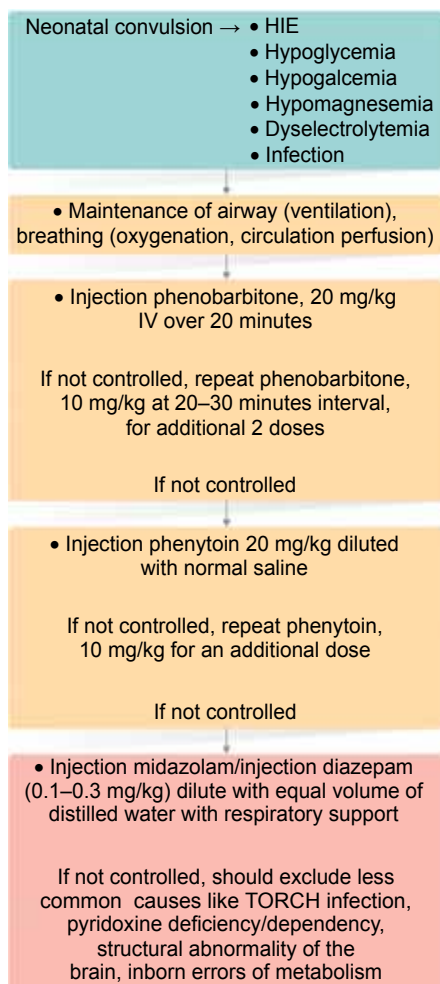 Neonatal convulsion → • HIE
• Hypoglycemia
• Hypogalcemia
• Hypomagnesemia
• Dyselectrolytemia
• Infection
• Maintenance of airway (ventilation),
breathing (oxygenation, circulation perfusion)
• Injection phenobarbitone, 20 mg/kg
IV over 20 minutes
If not controlled, repeat phenobarbitone,
10 mg/kg at 20–30 minutes interval,
for additional 2 doses
If not controlled
• Injection phenytoin 20 mg/kg diluted
with normal saline
If not controlled, repeat phenytoin,
10 mg/kg for an additional dose
If not controlled
• Injection midazolam/injection diazepam
(0.1–0.3 mg/kg) dilute with equal volume of
distilled water with respiratory support
If not controlled, should exclude less
common causes like TORCH infection,
pyridoxine deficiency/dependency,
structural abnormality of the
brain, inborn errors of metabolism